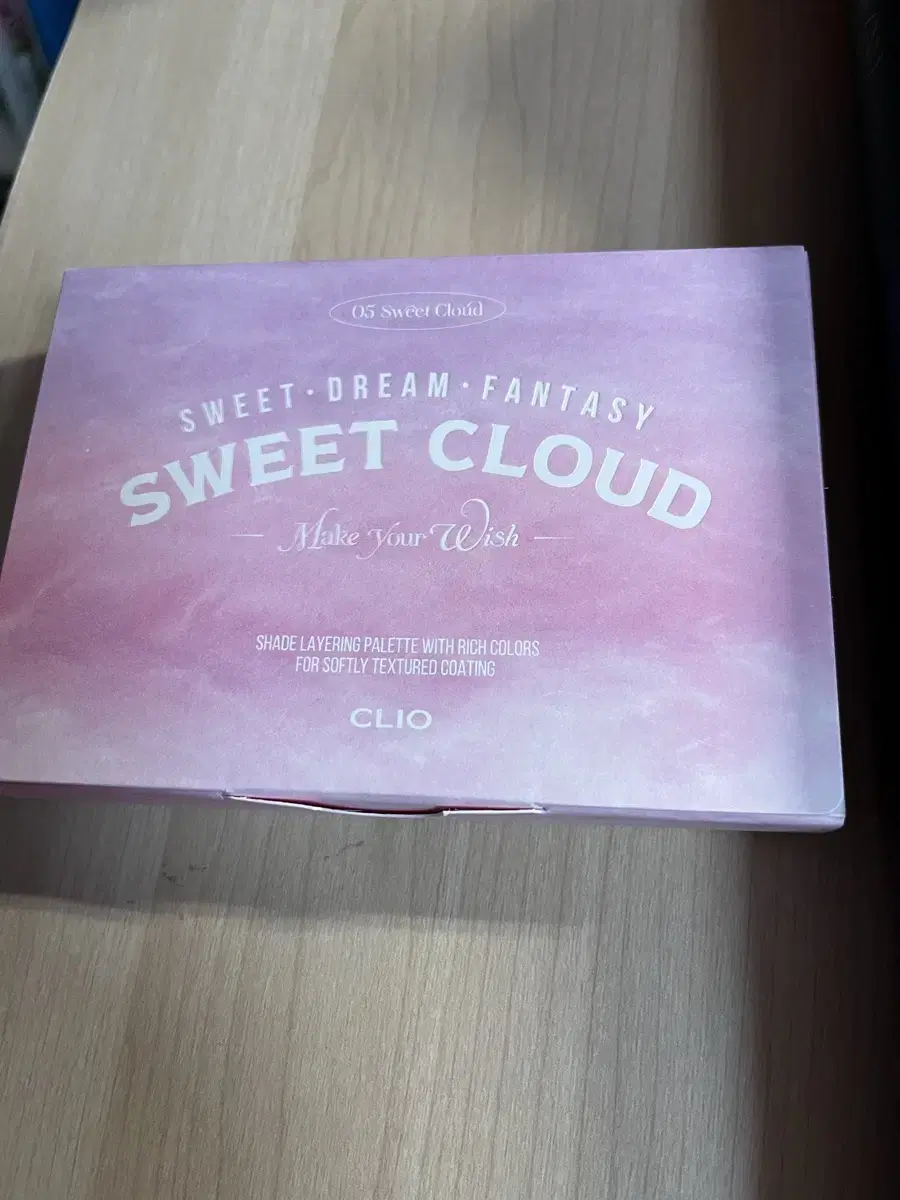 05 Sweet Cloud
SWEET · DREAM · FANTASY
SWEET CLOUD
Make Your Wish
SHADE LAYERING PALETTE WITH RICH COLORS
FOR SOFTLY TEXTURED COATING
CLIO